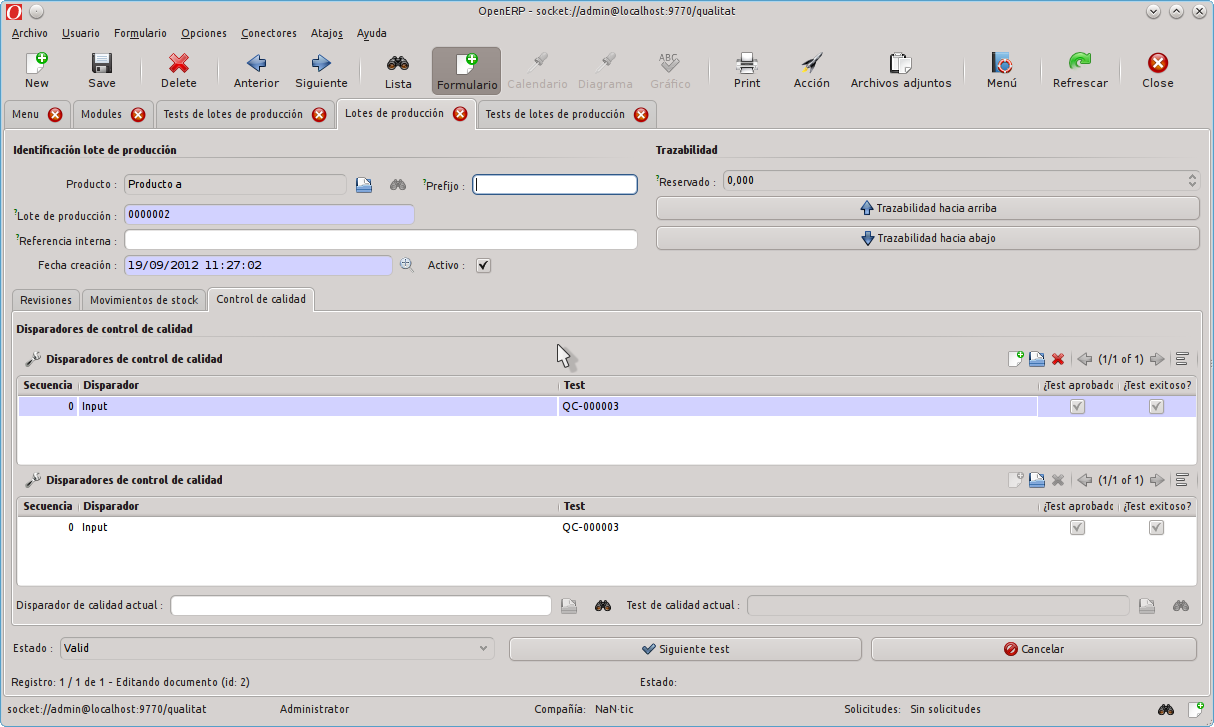 OpenERP - socket://admin@localhost:9770/qualitat
Archivo Usuario Formulario Opciones Conectores Atajos Ayuda
New Save Delete Anterior Siguiente Lista Formulario Calendario Diagrama Gráfico Print Acción Archivos adjuntos Menú Refrescar Close
Menu Modules Tests de lotes de producción Lotes de producción Tests de lotes de producción
Identificación lote de producción Trazabilidad
Producto : Producto a ?Prefijo : ?Reservado : 0,000
?Lote de producción : 0000002 Trazabilidad hacia arriba
?Referencia interna : Trazabilidad hacia abajo
Fecha creación : 19/09/2012 11:27:02 Activo :
Revisiones Movimientos de stock Control de calidad
Disparadores de control de calidad
Disparadores de control de calidad (1/1 of 1)
Secuencia Disparador Test ¿Test aprobado ¿Test exitoso?
0 Input QC-000003
Disparadores de control de calidad (1/1 of 1)
Secuencia Disparador Test ¿Test aprobado ¿Test exitoso?
0 Input QC-000003
Disparador de calidad actual : Test de calidad actual :
Estado : Valid Siguiente test Cancelar
Registro: 1 / 1 de 1 - Editando documento (id: 2) Estado:
socket://admin@localhost:9770/qualitat Administrator Compañía: NaN·tic Solicitudes: Sin solicitudes